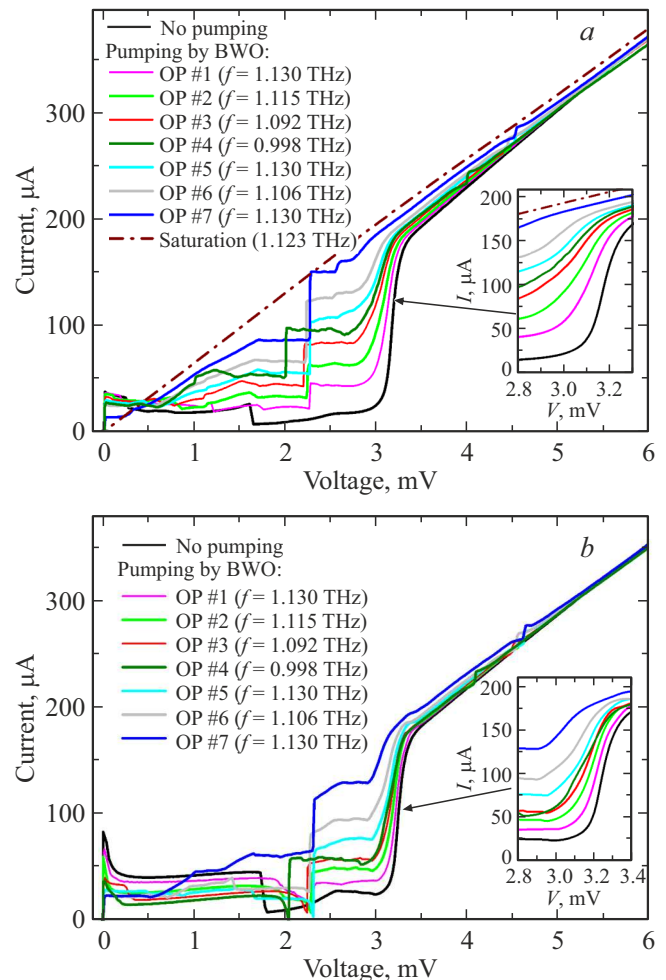 a
No pumping
Pumping by BWO:
OP #1 (f = 1.130 THz)
OP #2 (f = 1.115 THz)
OP #3 (f = 1.092 THz)
OP #4 (f = 0.998 THz)
OP #5 (f = 1.130 THz)
OP #6 (f = 1.106 THz)
OP #7 (f = 1.130 THz)
Saturation (1.123 THz)
Current, μA
300
200
100
0
0 1 2 3 4 5 6
Voltage, mV
I, μA
200
150
100
50
0
2.8 3.0 3.2
V, mV
b
No pumping
Pumping by BWO:
OP #1 (f = 1.130 THz)
OP #2 (f = 1.115 THz)
OP #3 (f = 1.092 THz)
OP #4 (f = 0.998 THz)
OP #5 (f = 1.130 THz)
OP #6 (f = 1.106 THz)
OP #7 (f = 1.130 THz)
Current, μA
300
200
100
0
0 1 2 3 4 5 6
Voltage, mV
I, μA
200
150
100
50
0
2.8 3.0 3.2 3.4
V, mV